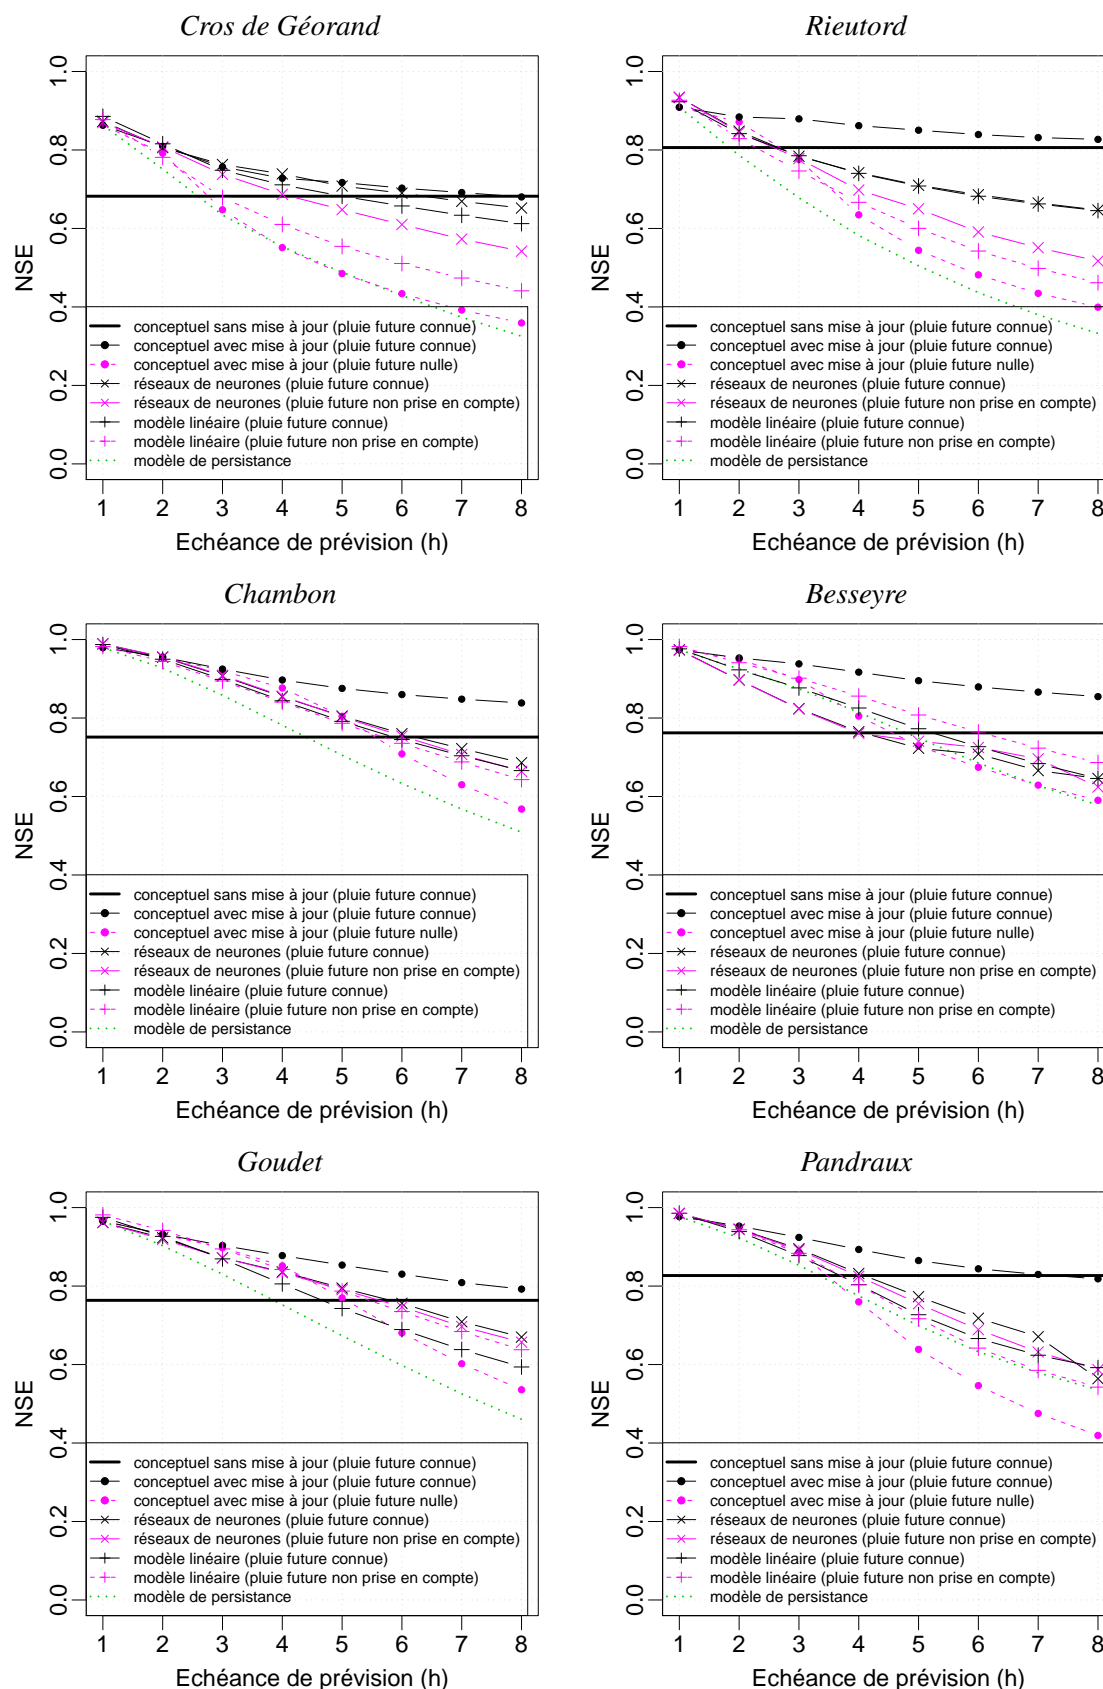 Cros de Géorand
NSE
1.0
0.8
0.6
0.4
0.2
0.0
conceptuel sans mise à jour (pluie future connue)
conceptuel avec mise à jour (pluie future connue)
conceptuel avec mise à jour (pluie future nulle)
réseaux de neurones (pluie future connue)
réseaux de neurones (pluie future non prise en compte)
modèle linéaire (pluie future connue)
modèle linéaire (pluie future non prise en compte)
modèle de persistance
1 2 3 4 5 6 7 8
Echéance de prévision (h)
Rieutord
NSE
1.0
0.8
0.6
0.4
0.2
0.0
conceptuel sans mise à jour (pluie future connue)
conceptuel avec mise à jour (pluie future connue)
conceptuel avec mise à jour (pluie future nulle)
réseaux de neurones (pluie future connue)
réseaux de neurones (pluie future non prise en compte)
modèle linéaire (pluie future connue)
modèle linéaire (pluie future non prise en compte)
modèle de persistance
1 2 3 4 5 6 7 8
Echéance de prévision (h)
Chambon
NSE
1.0
0.8
0.6
0.4
0.2
0.0
conceptuel sans mise à jour (pluie future connue)
conceptuel avec mise à jour (pluie future connue)
conceptuel avec mise à jour (pluie future nulle)
réseaux de neurones (pluie future connue)
réseaux de neurones (pluie future non prise en compte)
modèle linéaire (pluie future connue)
modèle linéaire (pluie future non prise en compte)
modèle de persistance
1 2 3 4 5 6 7 8
Echéance de prévision (h)
Besseyre
NSE
1.0
0.8
0.6
0.4
0.2
0.0
conceptuel sans mise à jour (pluie future connue)
conceptuel avec mise à jour (pluie future connue)
conceptuel avec mise à jour (pluie future nulle)
réseaux de neurones (pluie future connue)
réseaux de neurones (pluie future non prise en compte)
modèle linéaire (pluie future connue)
modèle linéaire (pluie future non prise en compte)
modèle de persistance
1 2 3 4 5 6 7 8
Echéance de prévision (h)
Goudet
NSE
1.0
0.8
0.6
0.4
0.2
0.0
conceptuel sans mise à jour (pluie future connue)
conceptuel avec mise à jour (pluie future connue)
conceptuel avec mise à jour (pluie future nulle)
réseaux de neurones (pluie future connue)
réseaux de neurones (pluie future non prise en compte)
modèle linéaire (pluie future connue)
modèle linéaire (pluie future non prise en compte)
modèle de persistance
1 2 3 4 5 6 7 8
Echéance de prévision (h)
Pandraux
NSE
1.0
0.8
0.6
0.4
0.2
0.0
conceptuel sans mise à jour (pluie future connue)
conceptuel avec mise à jour (pluie future connue)
conceptuel avec mise à jour (pluie future nulle)
réseaux de neurones (pluie future connue)
réseaux de neurones (pluie future non prise en compte)
modèle linéaire (pluie future connue)
modèle linéaire (pluie future non prise en compte)
modèle de persistance
1 2 3 4 5 6 7 8
Echéance de prévision (h)